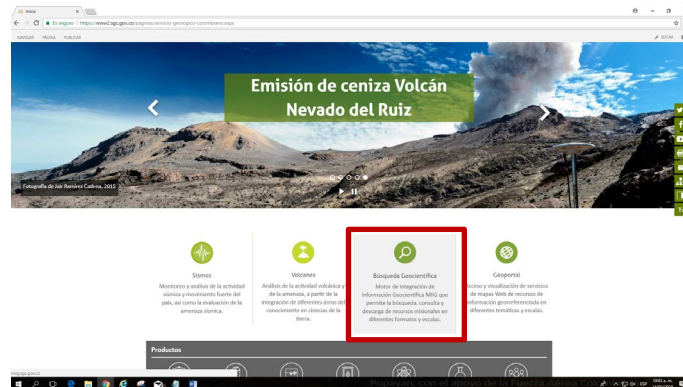 Inicio
Es seguro
https://www2.sgc.gov.co/paginas/servicio-geologico-colombiano.aspx
NAVEGAR PÁGINA PUBLICAR
EDITAR
Emisión de ceniza Volcán
Nevado del Ruiz
Fotografía de Jair Ramírez Cadena, 2015
Sismos
Monitoreo y análisis de la actividad
sísmica y movimiento fuerte del
país, así como la evaluación de la
amenaza sísmica.
Volcanes
Análisis de la actividad volcánica y
de la amenaza, a partir de la
integración de diferentes áreas del
conocimiento en ciencias de la
tierra.
Búsqueda Geocientífica
Motor de Integración de
Información Geocientífica MIIG que
permite la búsqueda, consulta y
descarga de recursos misionales en
diferentes formatos y escalas.
Geoportal
Acceso y visualización de servicios
de mapas Web de recursos de
información georreferenciada en
diferentes temáticas y escalas.
Productos
miig.sgc.gov.co
Popayán, con el apoyo de la Fuerza Aérea
ESP